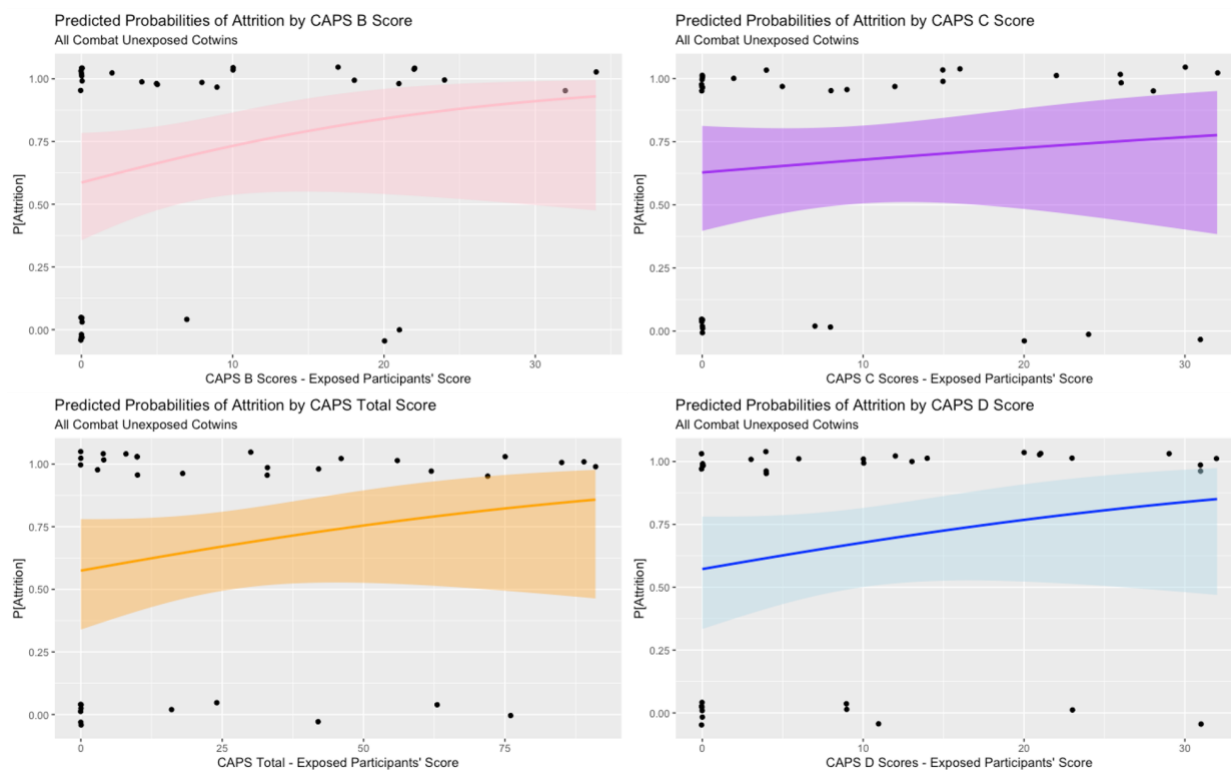 Predicted Probabilities of Attrition by CAPS B Score
All Combat Unexposed Cotwins
P[Attrition]
1.00
0.75
0.50
0.25
0.00
0 10 20 30
CAPS B Scores - Exposed Participants' Score
Predicted Probabilities of Attrition by CAPS C Score
All Combat Unexposed Cotwins
P[Attrition]
1.00
0.75
0.50
0.25
0.00
0 10 20 30
CAPS C Scores - Exposed Participants' Score
Predicted Probabilities of Attrition by CAPS Total Score
All Combat Unexposed Cotwins
P[Attrition]
1.00
0.75
0.50
0.25
0.00
0 25 50 75
CAPS Total - Exposed Participants' Score
Predicted Probabilities of Attrition by CAPS D Score
All Combat Unexposed Cotwins
P[Attrition]
1.00
0.75
0.50
0.25
0.00
0 10 20 30
CAPS D Scores - Exposed Participants' Score